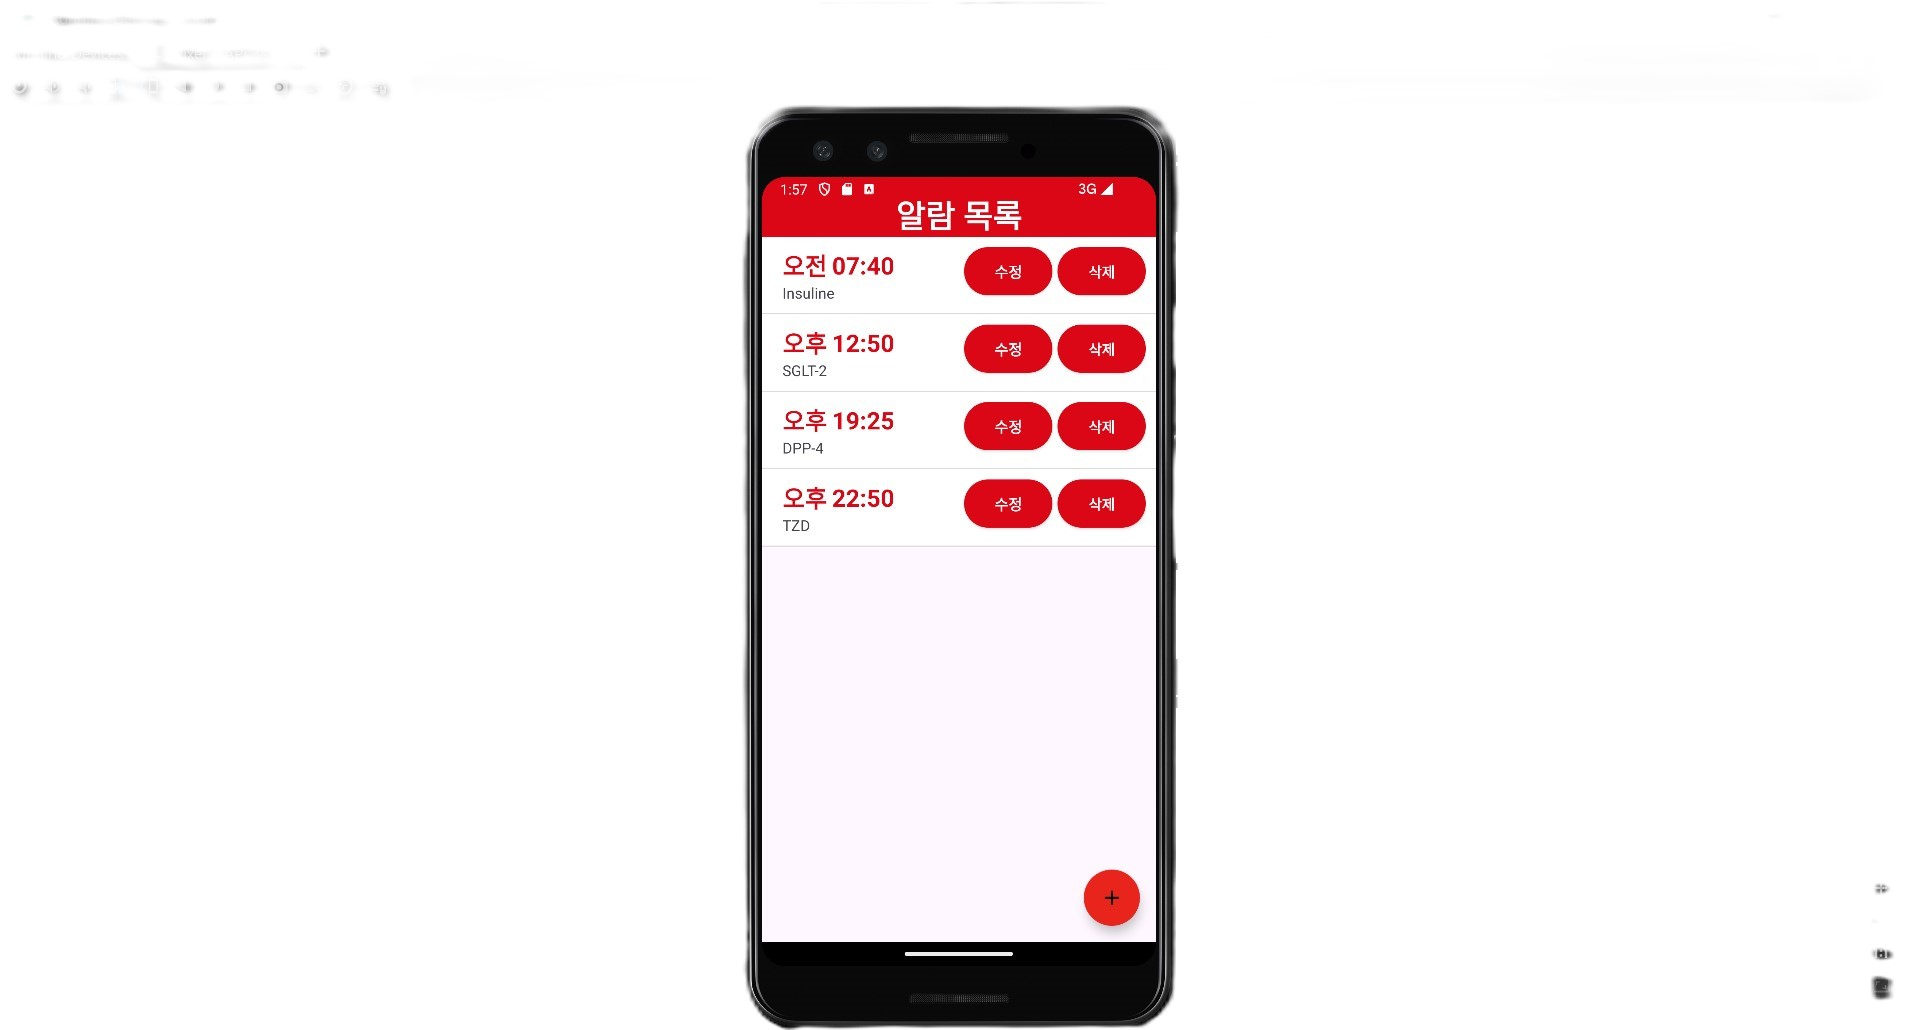 1:57 3G
알람 목록
오전 07:40 수정 삭제
Insuline
오후 12:50 수정 삭제
SGLT-2
오후 19:25 수정 삭제
DPP-4
오후 22:50 수정 삭제
TZD
+